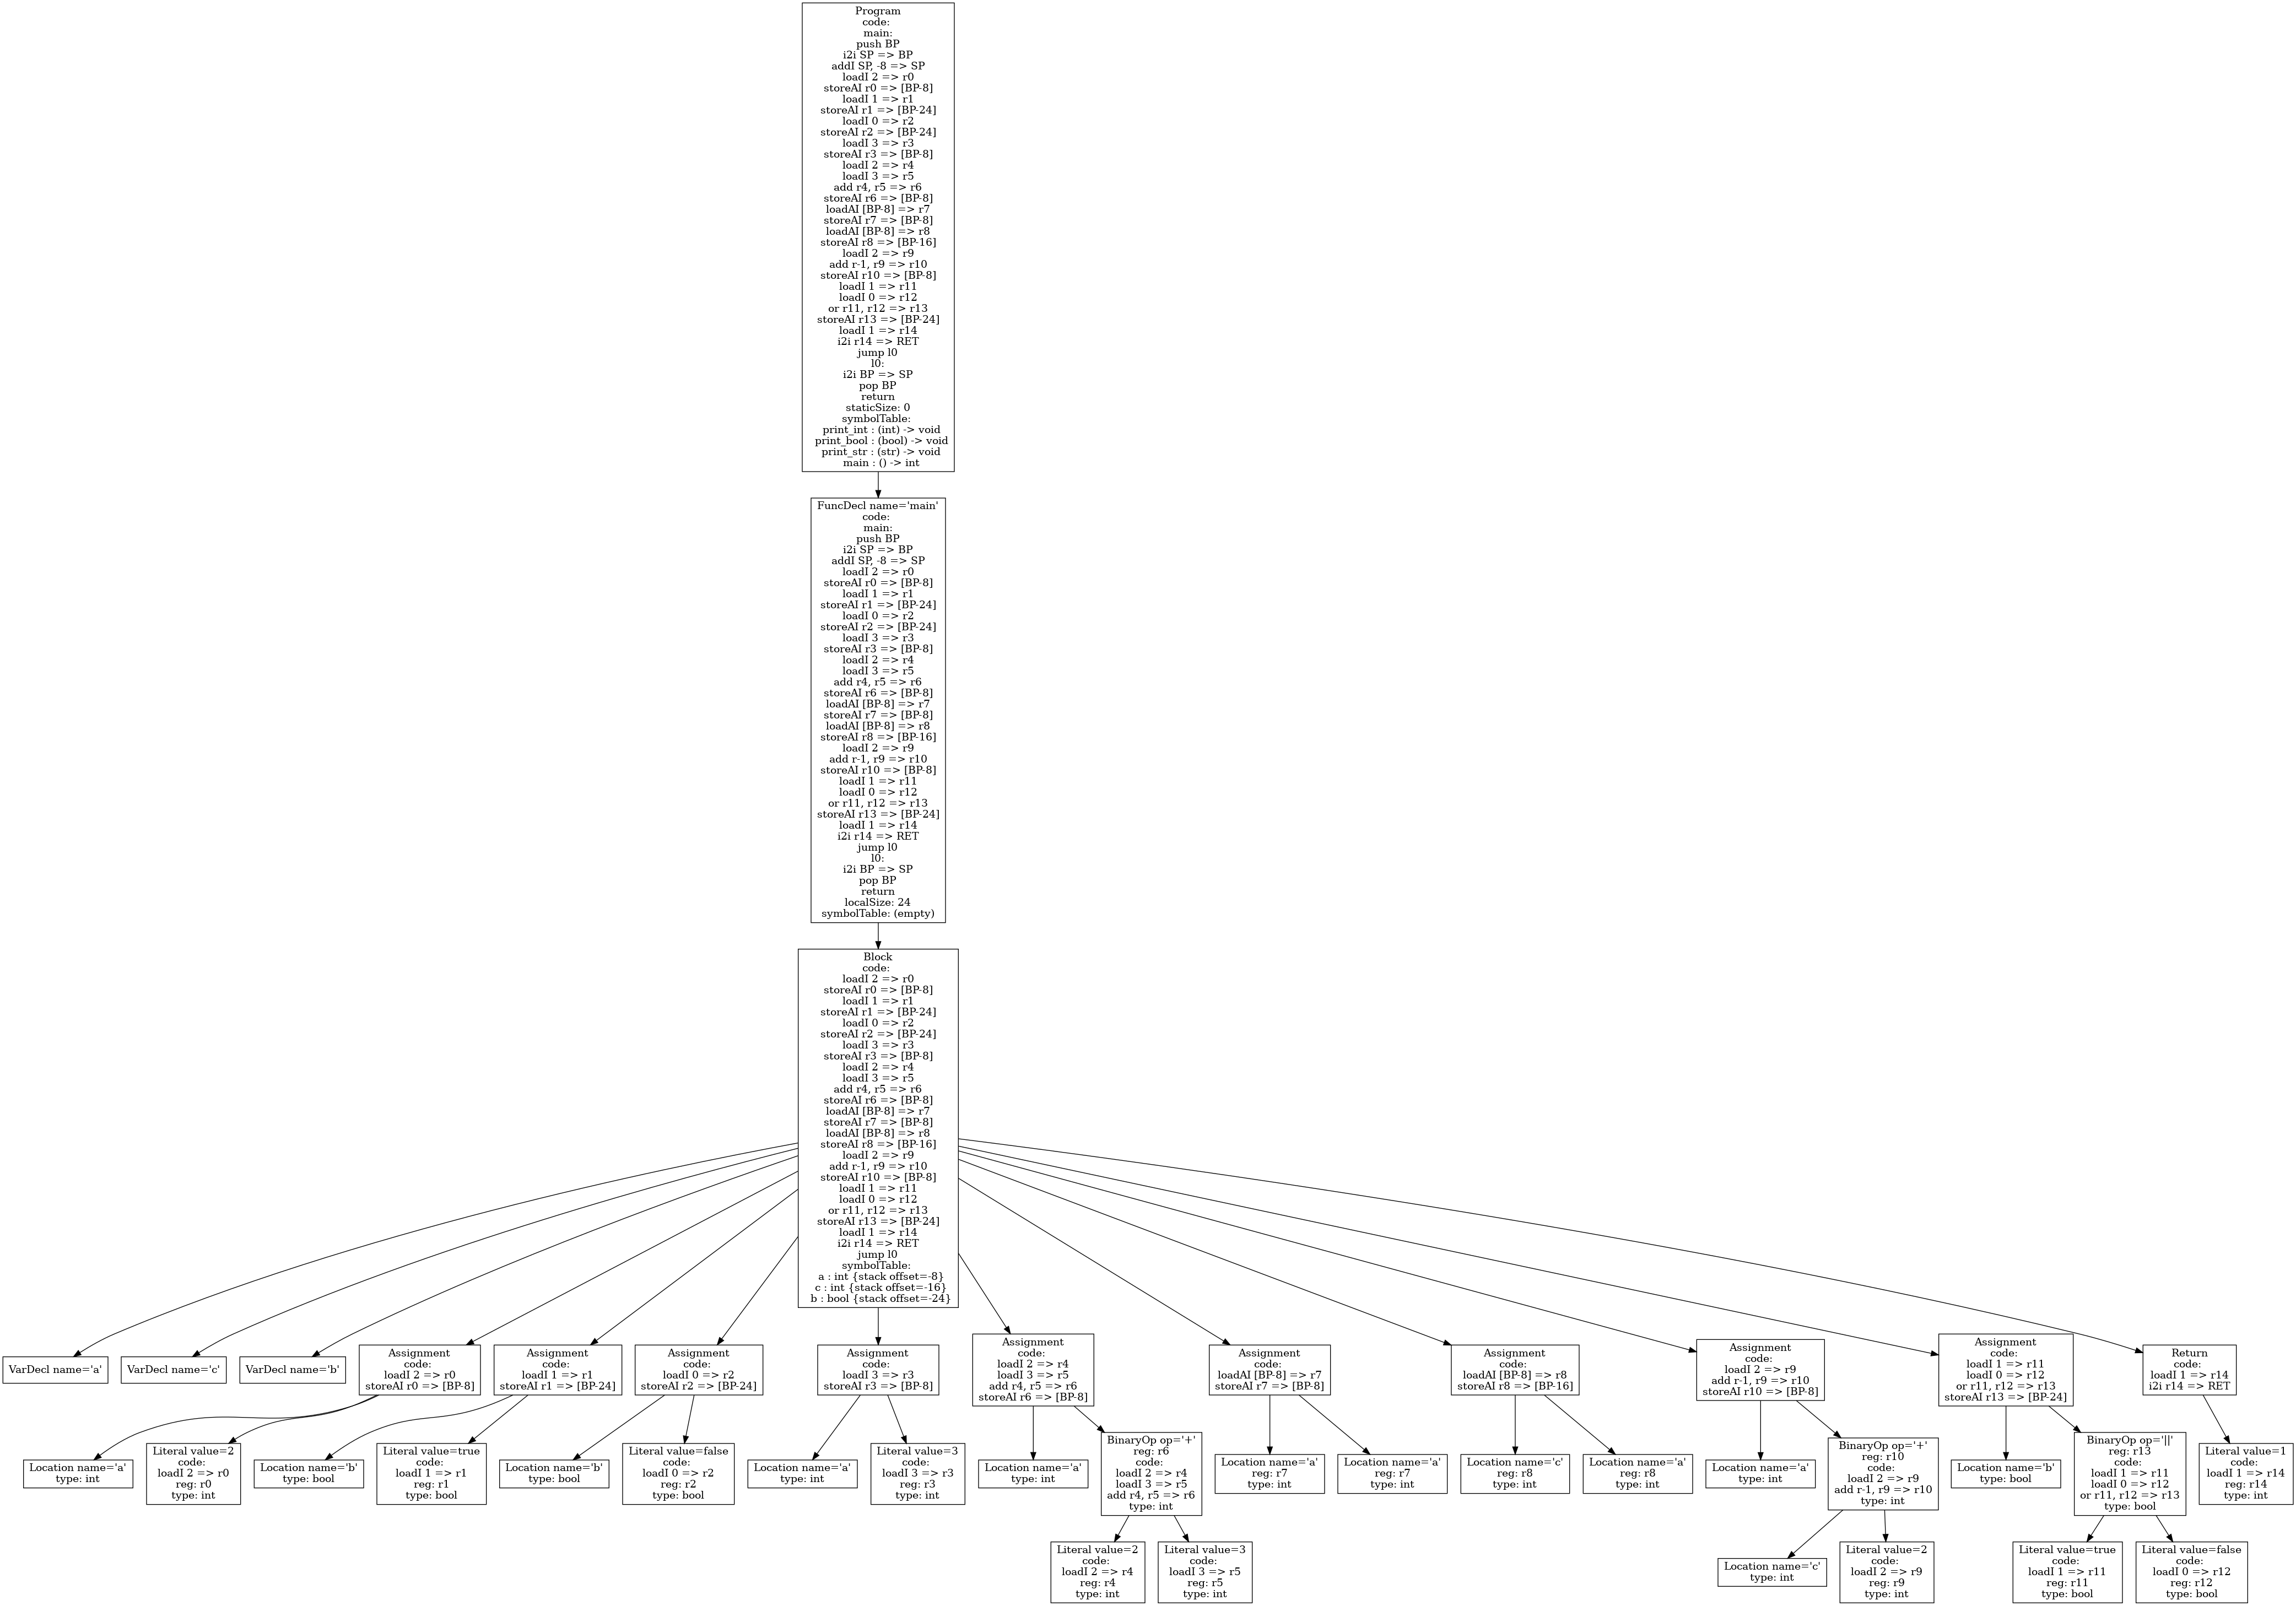 Program
code:
main:
push BP
i2i SP => BP
addI SP, -8 => SP
loadI 2 => r0
storeAI r0 => [BP-8]
loadI 1 => r1
storeAI r1 => [BP-24]
loadI 0 => r2
storeAI r2 => [BP-24]
loadI 3 => r3
storeAI r3 => [BP-8]
loadI 2 => r4
loadI 3 => r5
add r4, r5 => r6
storeAI r6 => [BP-8]
loadAI [BP-8] => r7
storeAI r7 => [BP-8]
loadAI [BP-8] => r8
storeAI r8 => [BP-16]
loadI 2 => r9
add r-1, r9 => r10
storeAI r10 => [BP-8]
loadI 1 => r11
loadI 0 => r12
or r11, r12 => r13
storeAI r13 => [BP-24]
loadI 1 => r14
i2i r14 => RET
jump l0
l0:
i2i BP => SP
pop BP
return
staticSize: 0
symbolTable:
print_int : (int) -> void
print_bool : (bool) -> void
print_str : (str) -> void
main : () -> int
FuncDecl name='main'
code:
main:
push BP
i2i SP => BP
addI SP, -8 => SP
loadI 2 => r0
storeAI r0 => [BP-8]
loadI 1 => r1
storeAI r1 => [BP-24]
loadI 0 => r2
storeAI r2 => [BP-24]
loadI 3 => r3
storeAI r3 => [BP-8]
loadI 2 => r4
loadI 3 => r5
add r4, r5 => r6
storeAI r6 => [BP-8]
loadAI [BP-8] => r7
storeAI r7 => [BP-8]
loadAI [BP-8] => r8
storeAI r8 => [BP-16]
loadI 2 => r9
add r-1, r9 => r10
storeAI r10 => [BP-8]
loadI 1 => r11
loadI 0 => r12
or r11, r12 => r13
storeAI r13 => [BP-24]
loadI 1 => r14
i2i r14 => RET
jump l0
l0:
i2i BP => SP
pop BP
return
localSize: 24
symbolTable: (empty)
Block
code:
loadI 2 => r0
storeAI r0 => [BP-8]
loadI 1 => r1
storeAI r1 => [BP-24]
loadI 0 => r2
storeAI r2 => [BP-24]
loadI 3 => r3
storeAI r3 => [BP-8]
loadI 2 => r4
loadI 3 => r5
add r4, r5 => r6
storeAI r6 => [BP-8]
loadAI [BP-8] => r7
storeAI r7 => [BP-8]
loadAI [BP-8] => r8
storeAI r8 => [BP-16]
loadI 2 => r9
add r-1, r9 => r10
storeAI r10 => [BP-8]
loadI 1 => r11
loadI 0 => r12
or r11, r12 => r13
storeAI r13 => [BP-24]
loadI 1 => r14
i2i r14 => RET
jump l0
symbolTable:
a : int {stack offset=-8}
c : int {stack offset=-16}
b : bool {stack offset=-24}
VarDecl name='a'
VarDecl name='c'
VarDecl name='b'
Assignment
code:
loadI 2 => r0
storeAI r0 => [BP-8]
Assignment
code:
loadI 1 => r1
storeAI r1 => [BP-24]
Assignment
code:
loadI 0 => r2
storeAI r2 => [BP-24]
Assignment
code:
loadI 3 => r3
storeAI r3 => [BP-8]
Assignment
code:
loadI 2 => r4
loadI 3 => r5
add r4, r5 => r6
storeAI r6 => [BP-8]
Assignment
code:
loadAI [BP-8] => r7
storeAI r7 => [BP-8]
Assignment
code:
loadAI [BP-8] => r8
storeAI r8 => [BP-16]
Assignment
code:
loadI 2 => r9
add r-1, r9 => r10
storeAI r10 => [BP-8]
Assignment
code:
loadI 1 => r11
loadI 0 => r12
or r11, r12 => r13
storeAI r13 => [BP-24]
Return
code:
loadI 1 => r14
i2i r14 => RET
Location name='a'
type: int
Literal value=2
code:
loadI 2 => r0
reg: r0
type: int
Location name='b'
type: bool
Literal value=true
code:
loadI 1 => r1
reg: r1
type: bool
Location name='b'
type: bool
Literal value=false
code:
loadI 0 => r2
reg: r2
type: bool
Location name='a'
type: int
Literal value=3
code:
loadI 3 => r3
reg: r3
type: int
Location name='a'
type: int
BinaryOp op='+'
reg: r6
code:
loadI 2 => r4
loadI 3 => r5
add r4, r5 => r6
type: int
Location name='a'
reg: r7
type: int
Location name='a'
reg: r7
type: int
Location name='c'
reg: r8
type: int
Location name='a'
reg: r8
type: int
Location name='a'
type: int
BinaryOp op='+'
reg: r10
code:
loadI 2 => r9
add r-1, r9 => r10
type: int
Location name='b'
type: bool
BinaryOp op='||'
reg: r13
code:
loadI 1 => r11
loadI 0 => r12
or r11, r12 => r13
type: bool
Literal value=1
code:
loadI 1 => r14
reg: r14
type: int
Literal value=2
code:
loadI 2 => r4
reg: r4
type: int
Literal value=3
code:
loadI 3 => r5
reg: r5
type: int
Location name='c'
type: int
Literal value=2
code:
loadI 2 => r9
reg: r9
type: int
Literal value=true
code:
loadI 1 => r11
reg: r11
type: bool
Literal value=false
code:
loadI 0 => r12
reg: r12
type: bool